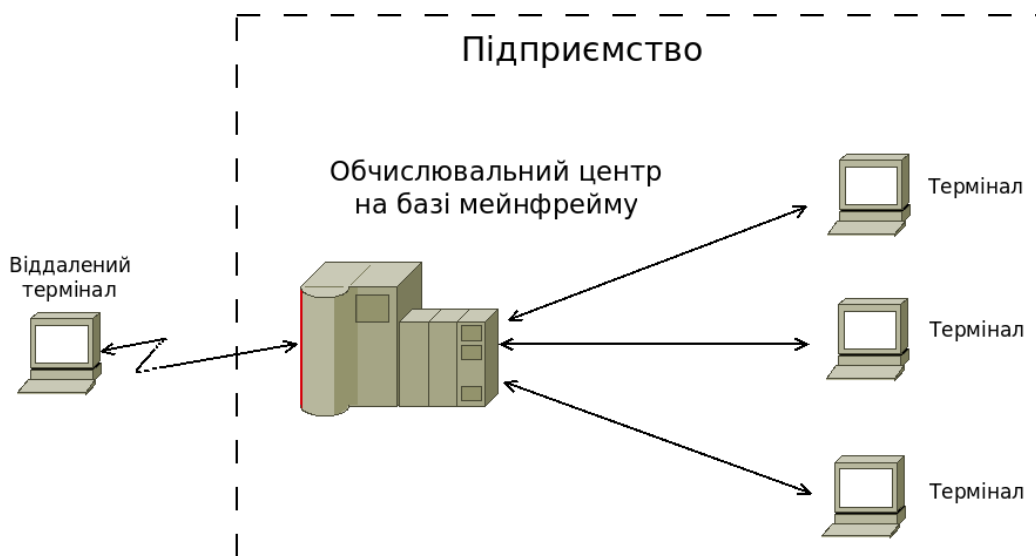 Підприємство
Обчислювальний центр
на базі мейнфрейму
Термінал
Віддалений
термінал
Термінал
Термінал